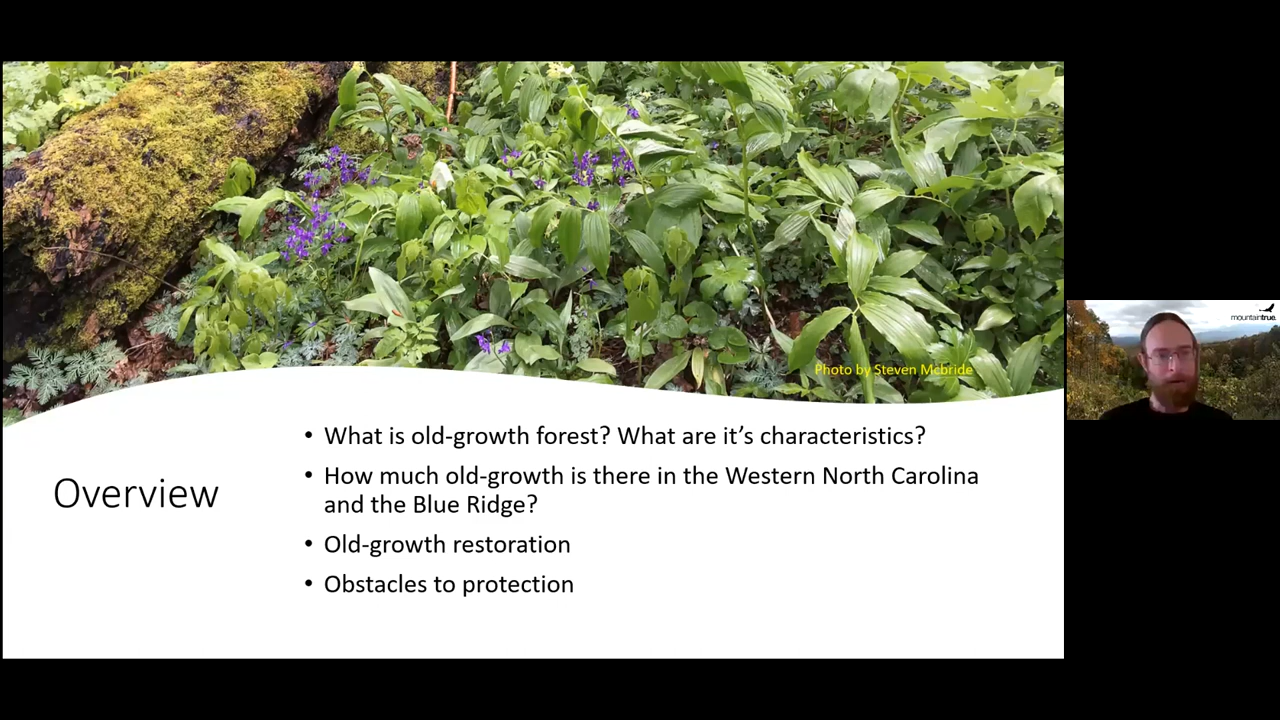 mountaintrue.
Photo by Steven Mcbride
Overview
• What is old-growth forest? What are it's characteristics?
• How much old-growth is there in the Western North Carolina
and the Blue Ridge?
• Old-growth restoration
• Obstacles to protection